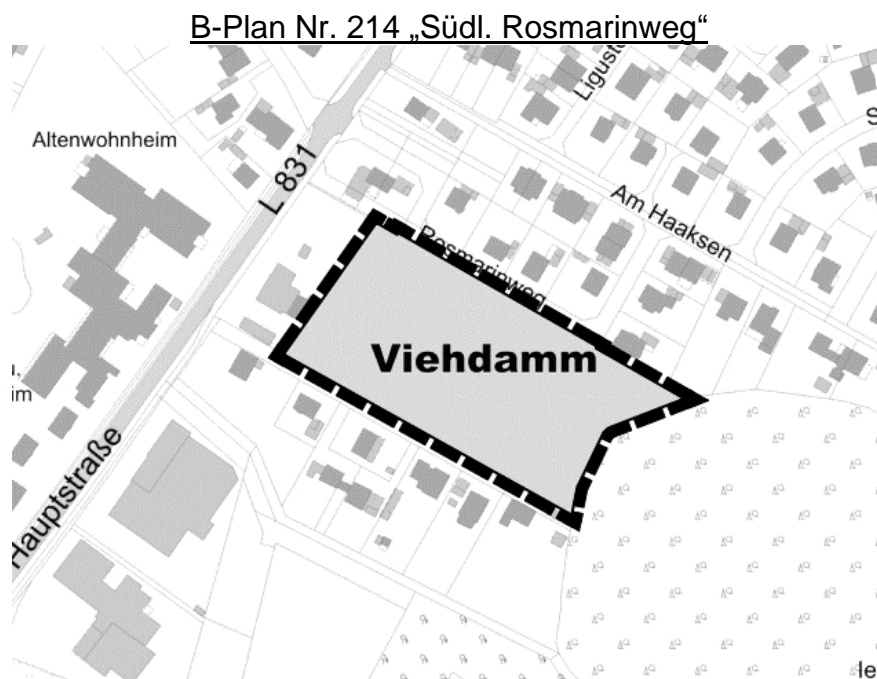 B-Plan Nr. 214 „Südl. Rosmarinweg“
Altenwohnheim
L 831
Am Haaksen
Rosmarinweg
Viehdamm
Hauptstraße